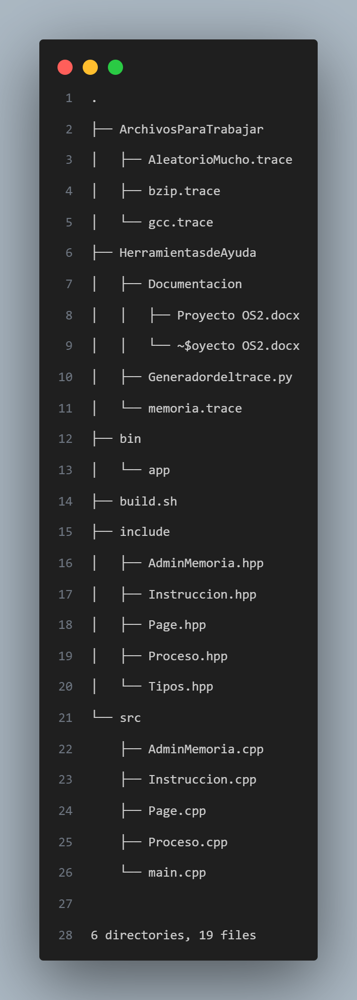 1 .
2 ├── ArchivosParaTrabajar
3 │   ├── AleatorioMucho.trace
4 │   ├── bzip.trace
5 │   └── gcc.trace
6 ├── HerramientasdeAyuda
7 │   ├── Documentacion
8 │   │   ├── Proyecto OS2.docx
9 │   │   └── ~$oyecto OS2.docx
10 │   ├── Generadordeltrace.py
11 │   └── memoria.trace
12 ├── bin
13 │   └── app
14 ├── build.sh
15 ├── include
16 │   ├── AdminMemoria.hpp
17 │   ├── Instruccion.hpp
18 │   ├── Page.hpp
19 │   ├── Proceso.hpp
20 │   └── Tipos.hpp
21 └── src
22     ├── AdminMemoria.cpp
23     ├── Instruccion.cpp
24     ├── Page.cpp
25     ├── Proceso.cpp
26     └── main.cpp
27
28 6 directories, 19 files